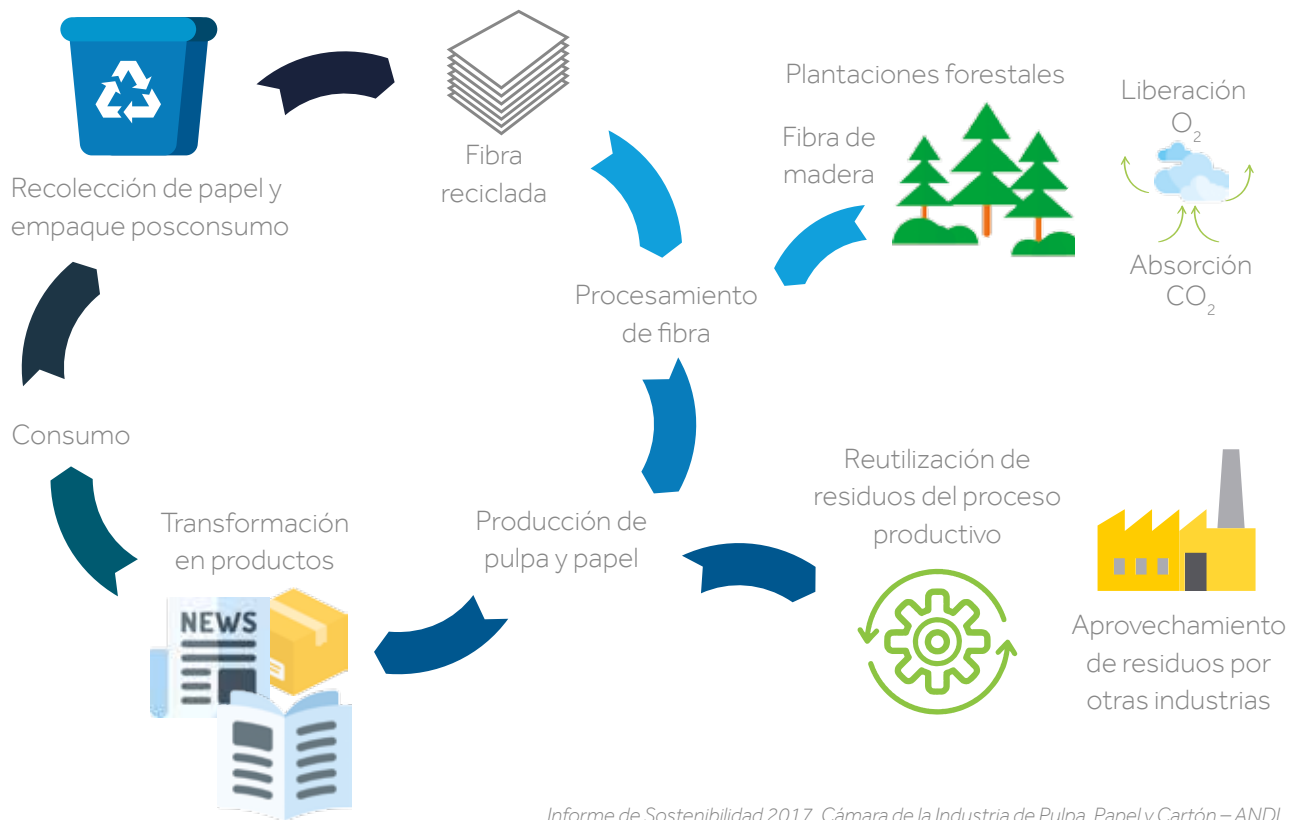 Recolección de papel y
empaque posconsumo
Fibra
reciclada
Plantaciones forestales
Fibra de
madera
Liberación
O₂
Absorción
CO₂
Procesamiento
de fibra
Consumo
Transformación
en productos
NEWS
Producción de
pulpa y papel
Reutilización de
residuos del proceso
productivo
Aprovechamiento
de residuos por
otras industrias
Informe de Sostenibilidad 2017. Cámara de la Industria de Pulpa, Papel y Cartón – ANDI